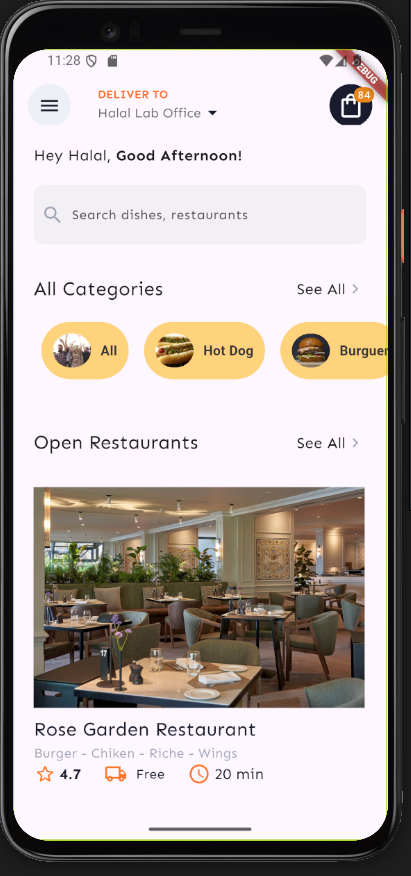 11:28
DEBUG
DELIVER TO
Halal Lab Office
84
Hey Halal, Good Afternoon!
Search dishes, restaurants
All Categories See All
All Hot Dog Burguer
Open Restaurants See All
17
Rose Garden Restaurant
Burger - Chiken - Riche - Wings
4.7 Free 20 min